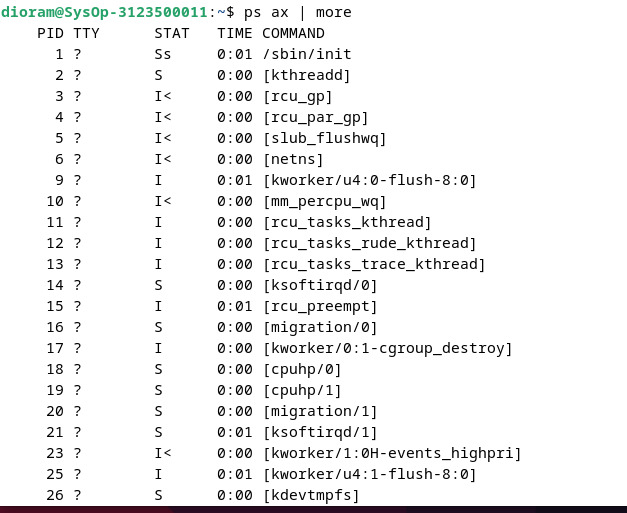 dioram@SysOp-3123500011:~$ ps ax | more
    PID TTY      STAT   TIME COMMAND
      1 ?        Ss     0:01 /sbin/init
      2 ?        S      0:00 [kthreadd]
      3 ?        I<     0:00 [rcu_gp]
      4 ?        I<     0:00 [rcu_par_gp]
      5 ?        I<     0:00 [slub_flushwq]
      6 ?        I<     0:00 [netns]
      9 ?        I      0:01 [kworker/u4:0-flush-8:0]
     10 ?        I<     0:00 [mm_percpu_wq]
     11 ?        I      0:00 [rcu_tasks_kthread]
     12 ?        I      0:00 [rcu_tasks_rude_kthread]
     13 ?        I      0:00 [rcu_tasks_trace_kthread]
     14 ?        S      0:00 [ksoftirqd/0]
     15 ?        I      0:01 [rcu_preempt]
     16 ?        S      0:00 [migration/0]
     17 ?        I      0:00 [kworker/0:1-cgroup_destroy]
     18 ?        S      0:00 [cpuhp/0]
     19 ?        S      0:00 [cpuhp/1]
     20 ?        S      0:00 [migration/1]
     21 ?        S      0:01 [ksoftirqd/1]
     23 ?        I<     0:00 [kworker/1:0H-events_highpri]
     25 ?        I      0:01 [kworker/u4:1-flush-8:0]
     26 ?        S      0:00 [kdevtmpfs]